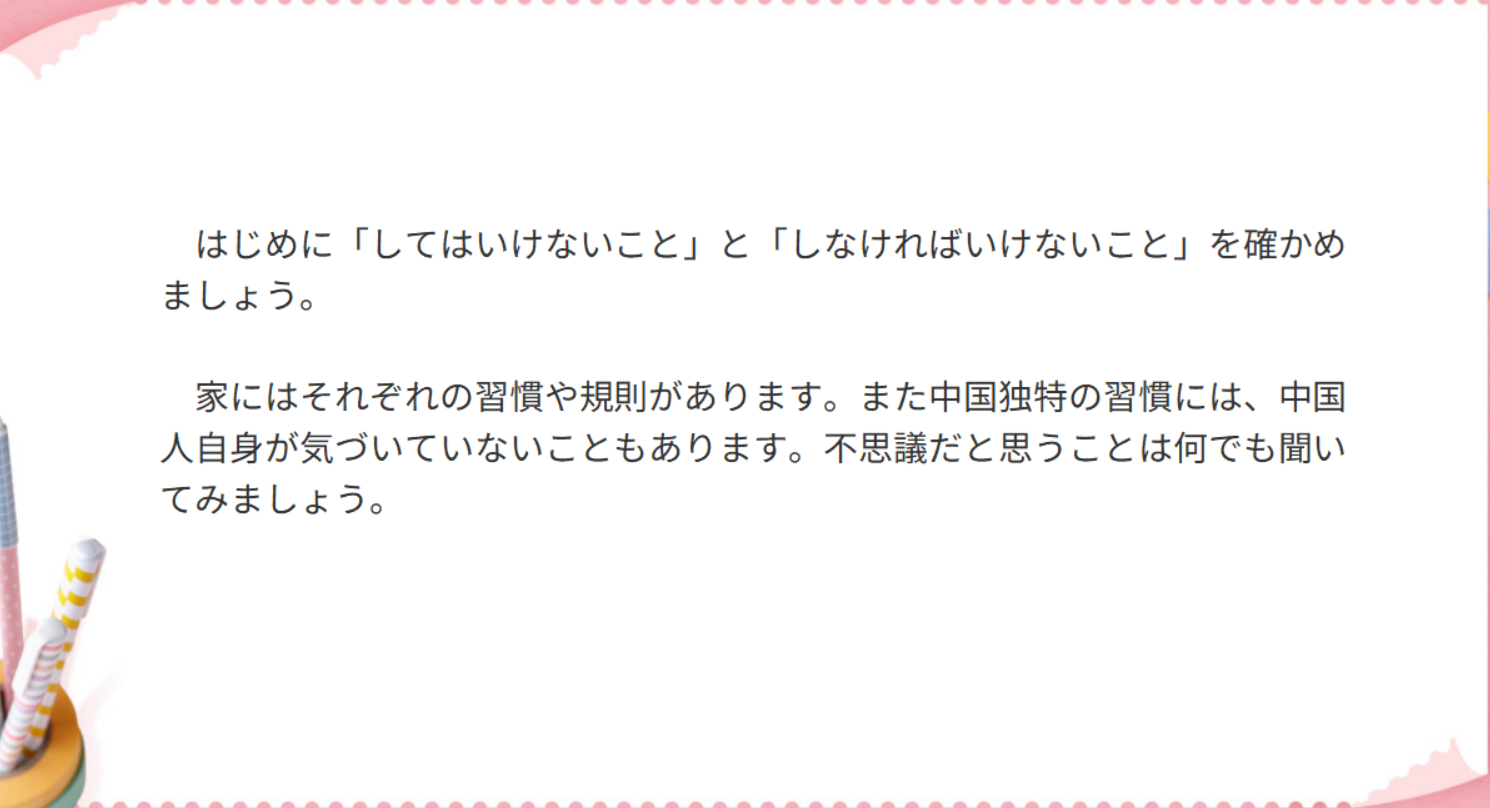 はじめに「してはいけないこと」と「しなければいけないこと」を確かめ
ましょう。
　家にはそれぞれの習慣や規則があります。また中国独特の習慣には、中国
人自身が気づいていないこともあります。不思議だと思うことは何でも聞い
てみましょう。